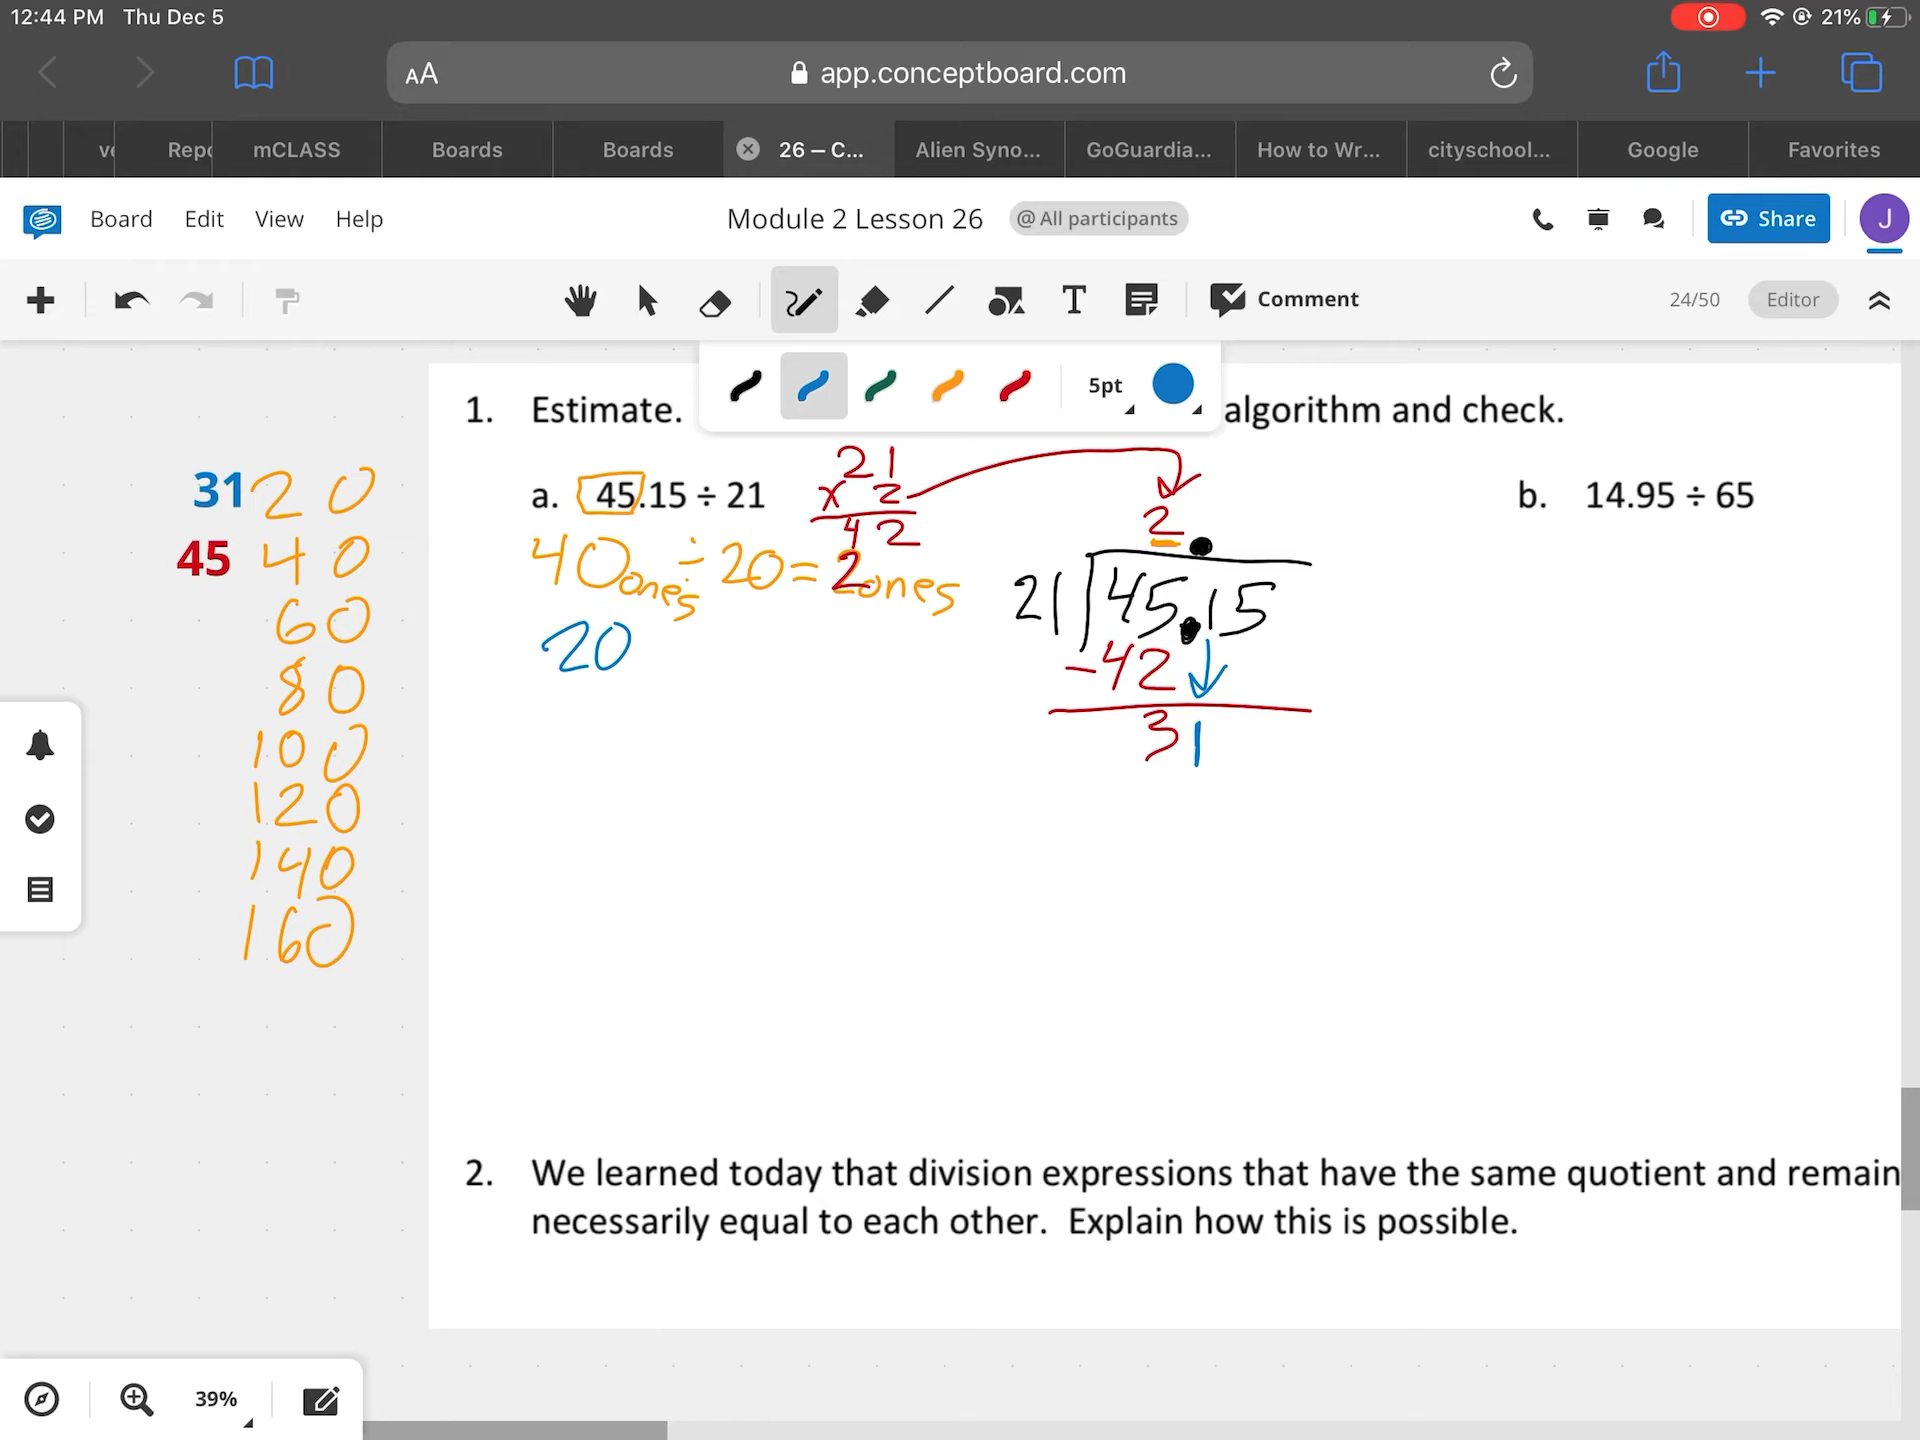 12:44 PM Thu Dec 5
21%
AA app.conceptboard.com
ve Repo mCLASS Boards Boards 26 – C... Alien Syno... GoGuardia... How to Wr... cityschool... Google Favorites
Board Edit View Help Module 2 Lesson 26 @ All participants Share J
T Comment 24/50 Editor
5pt
1. Estimate. algorithm and check.
a. 45.15 ÷ 21
b. 14.95 ÷ 65
21
x 2
42
40 ones ÷ 20 = 2 ones
20
2 .
21 45.15
-42
31
31 20
45 40
60
80
100
120
140
160
2. We learned today that division expressions that have the same quotient and remain
necessarily equal to each other. Explain how this is possible.
39%